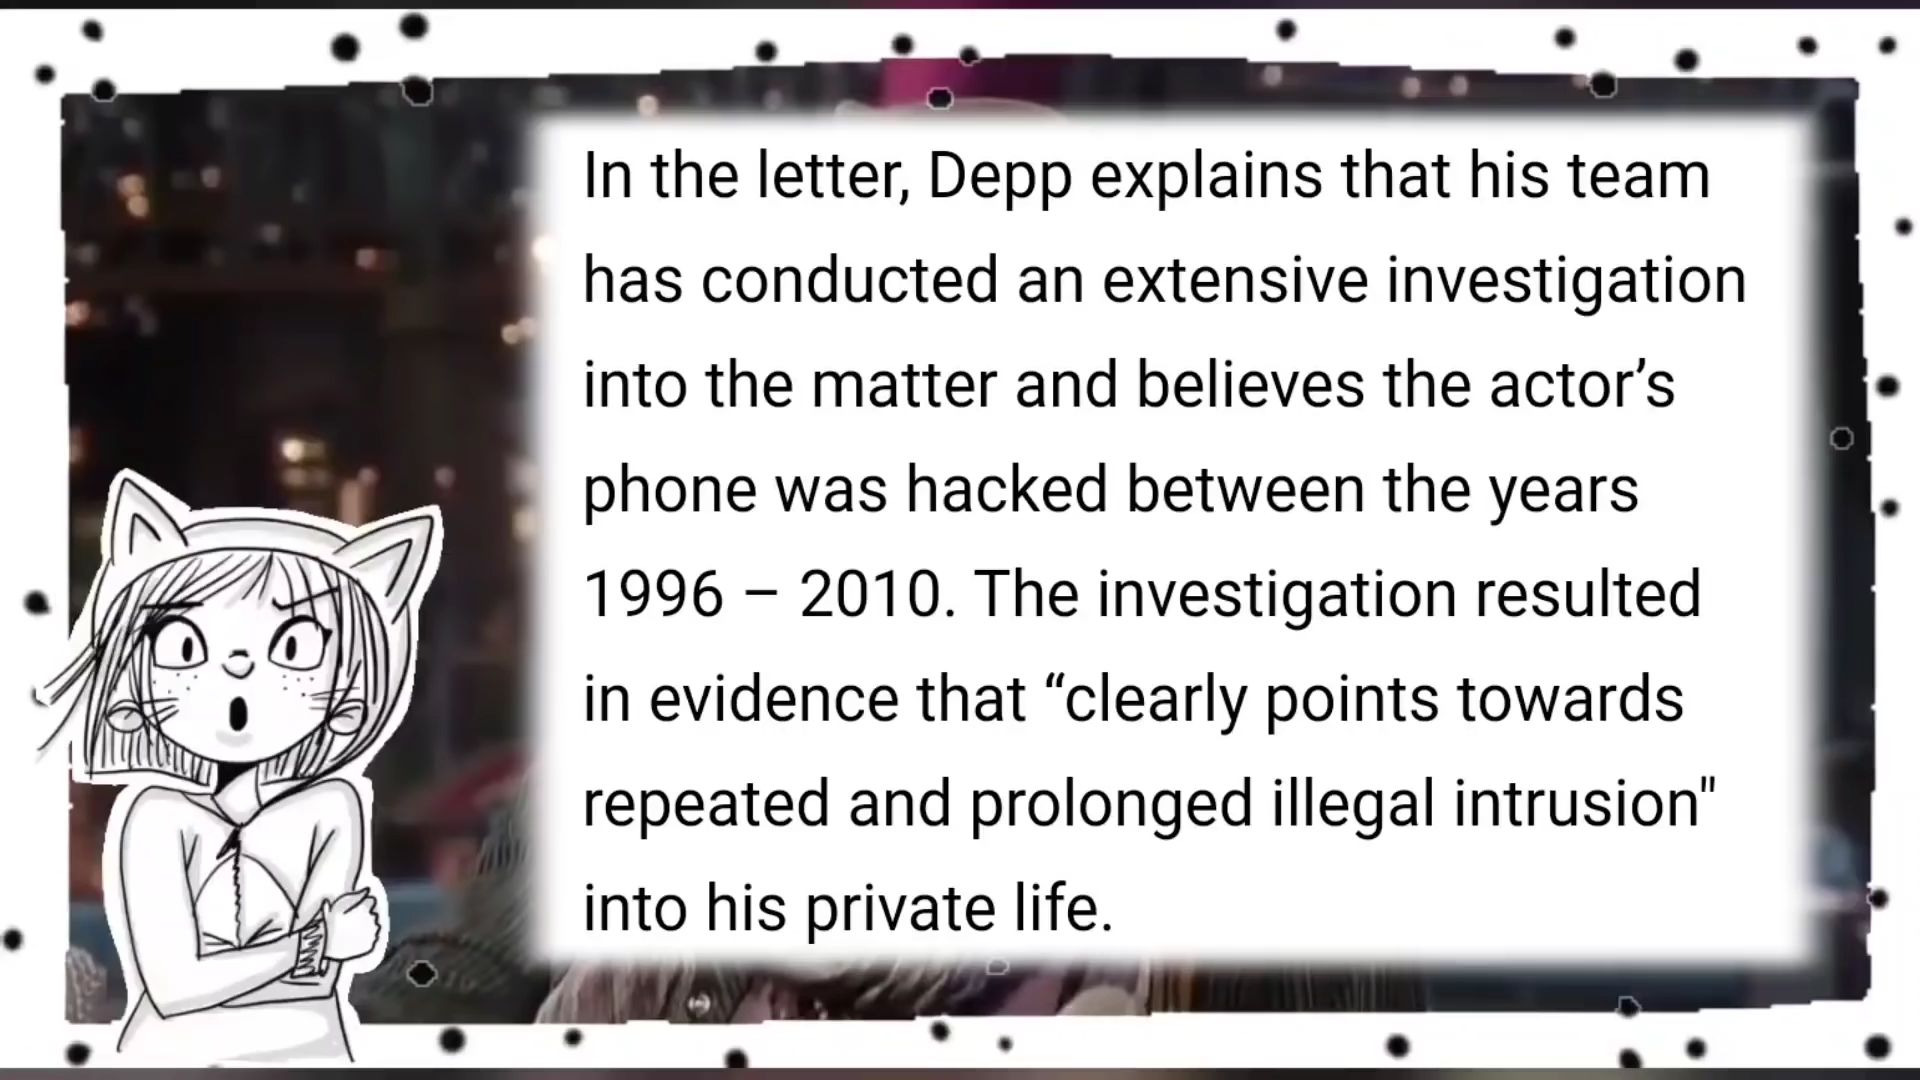 In the letter, Depp explains that his team
has conducted an extensive investigation
into the matter and believes the actor’s
phone was hacked between the years
1996 – 2010. The investigation resulted
in evidence that “clearly points towards
repeated and prolonged illegal intrusion"
into his private life.